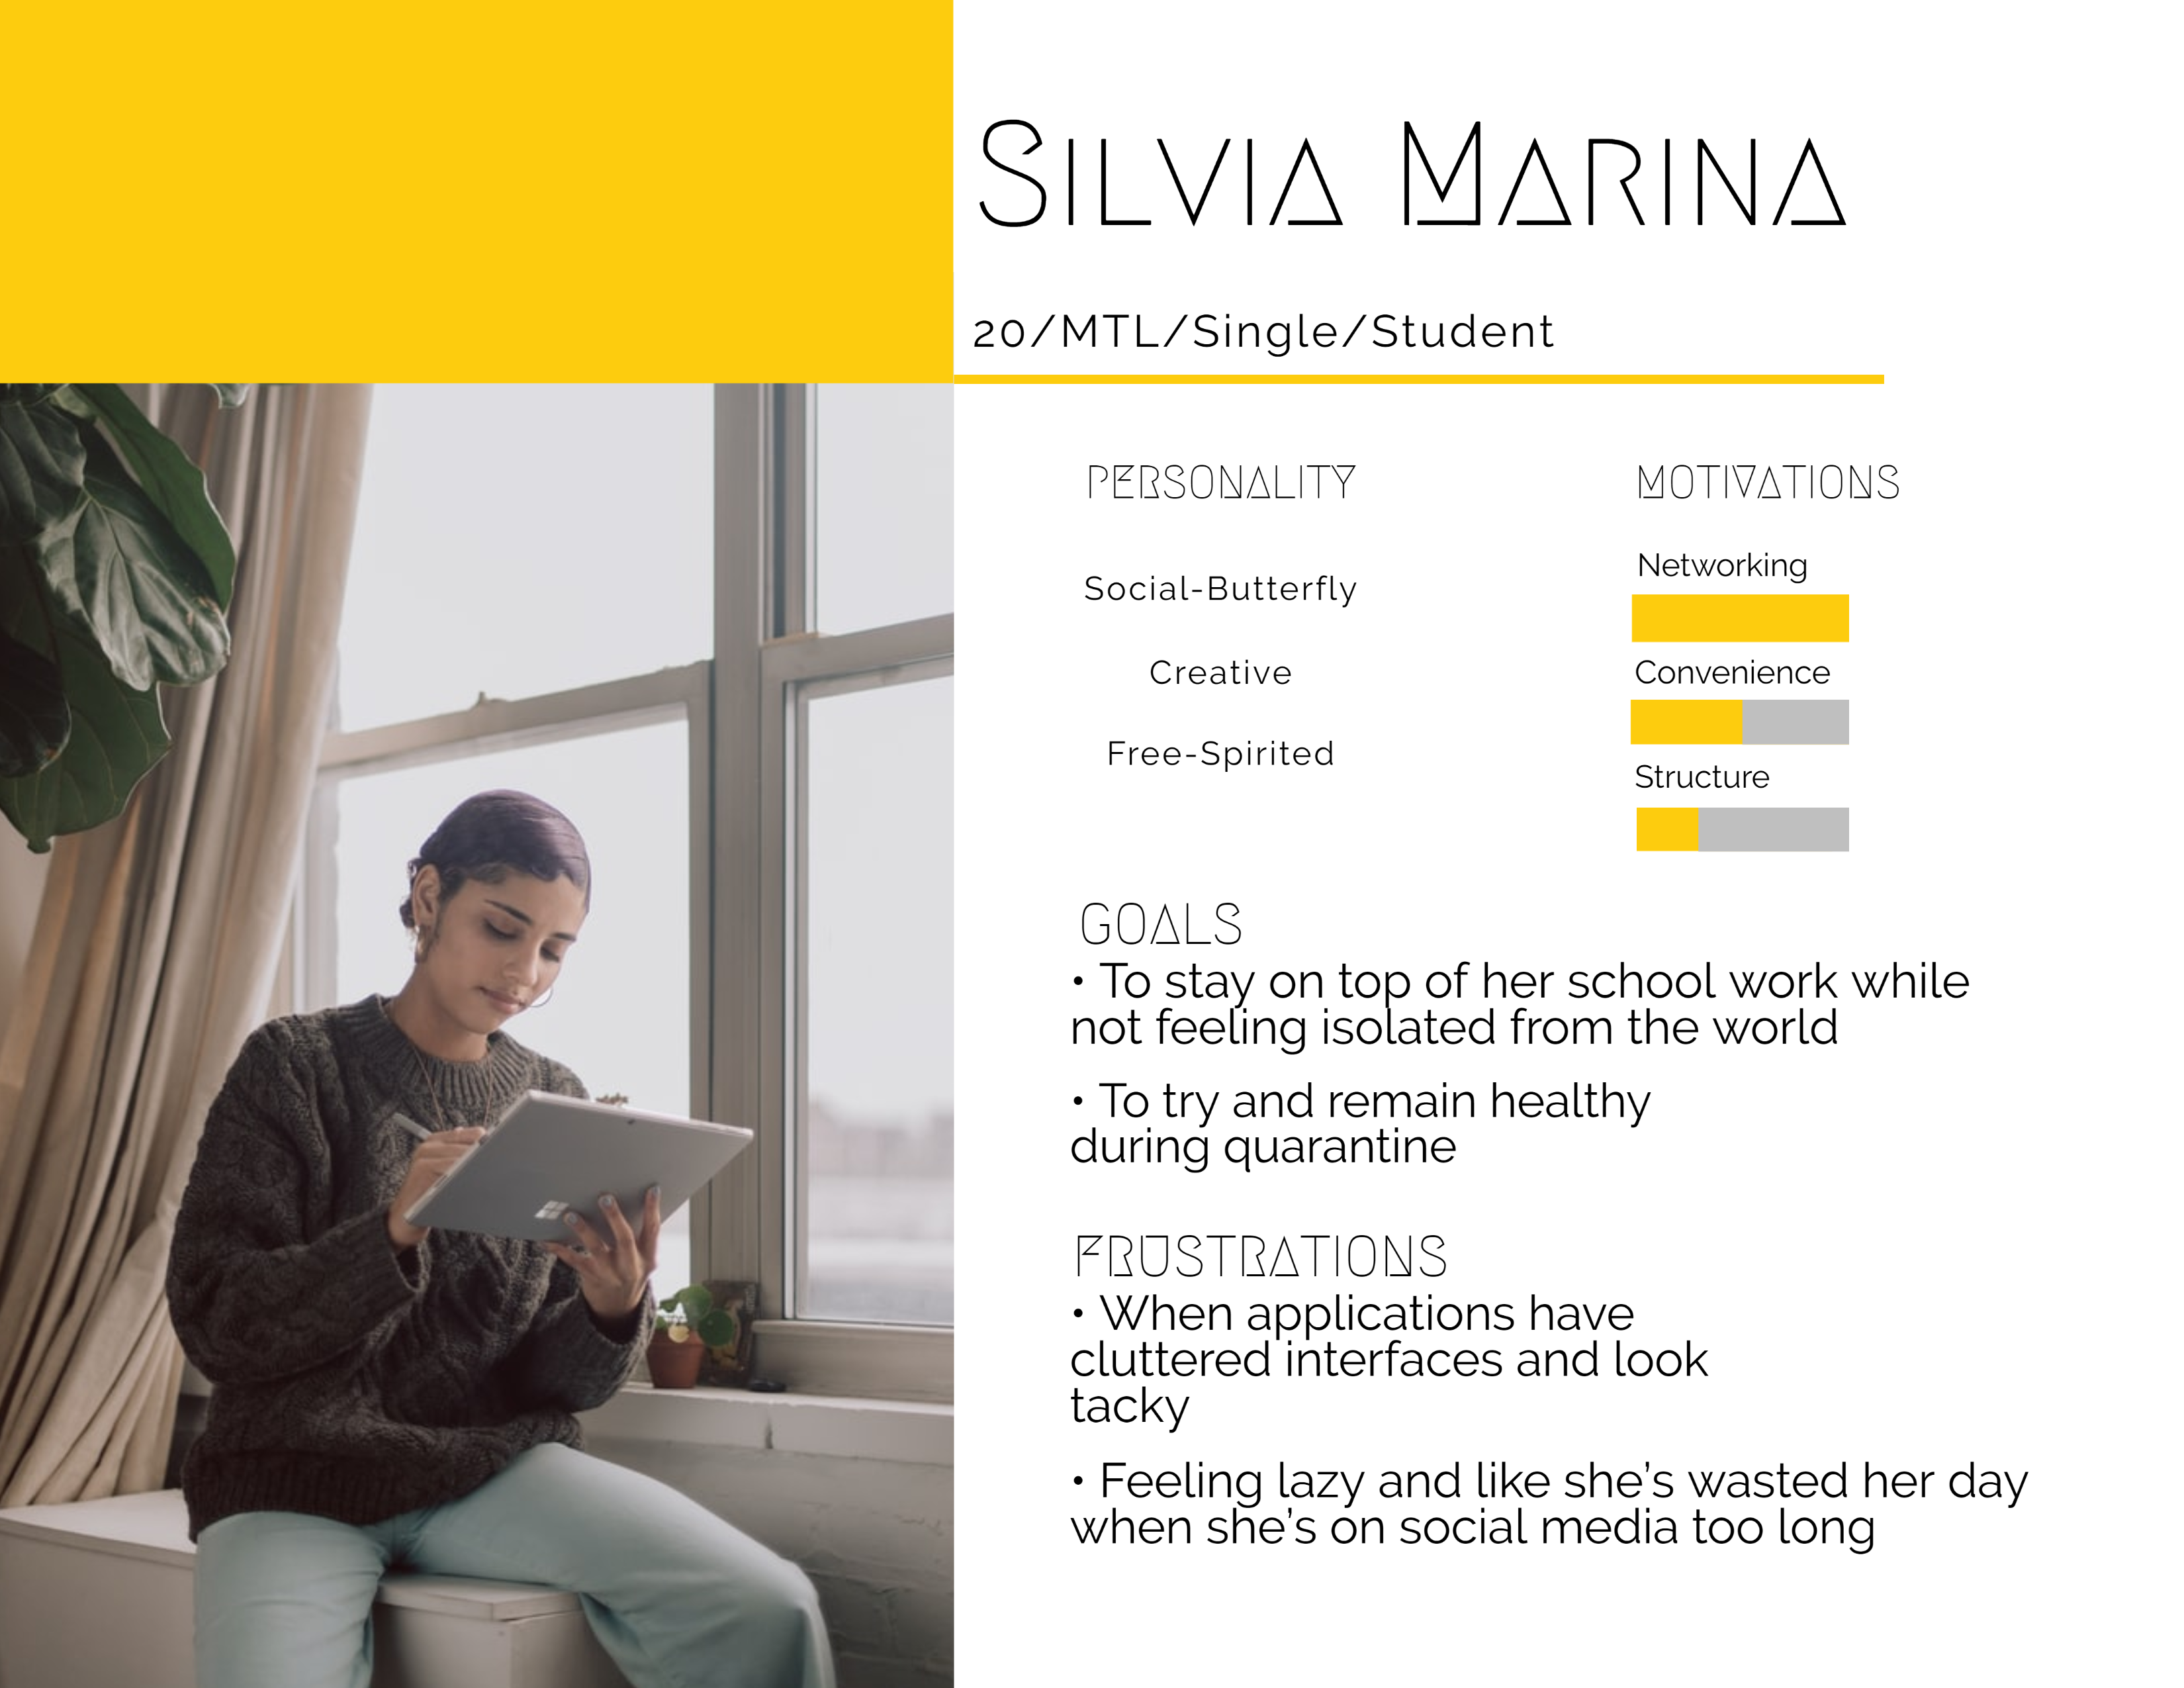 SILVIA MARINA
20/MTL/Single/Student
PERSONALITY
Social-Butterfly
Creative
Free-Spirited
MOTIVATIONS
Networking
Convenience
Structure
GOALS
• To stay on top of her school work while
not feeling isolated from the world
• To try and remain healthy
during quarantine
FRUSTRATIONS
• When applications have
cluttered interfaces and look
tacky
• Feeling lazy and like she’s wasted her day
when she’s on social media too long